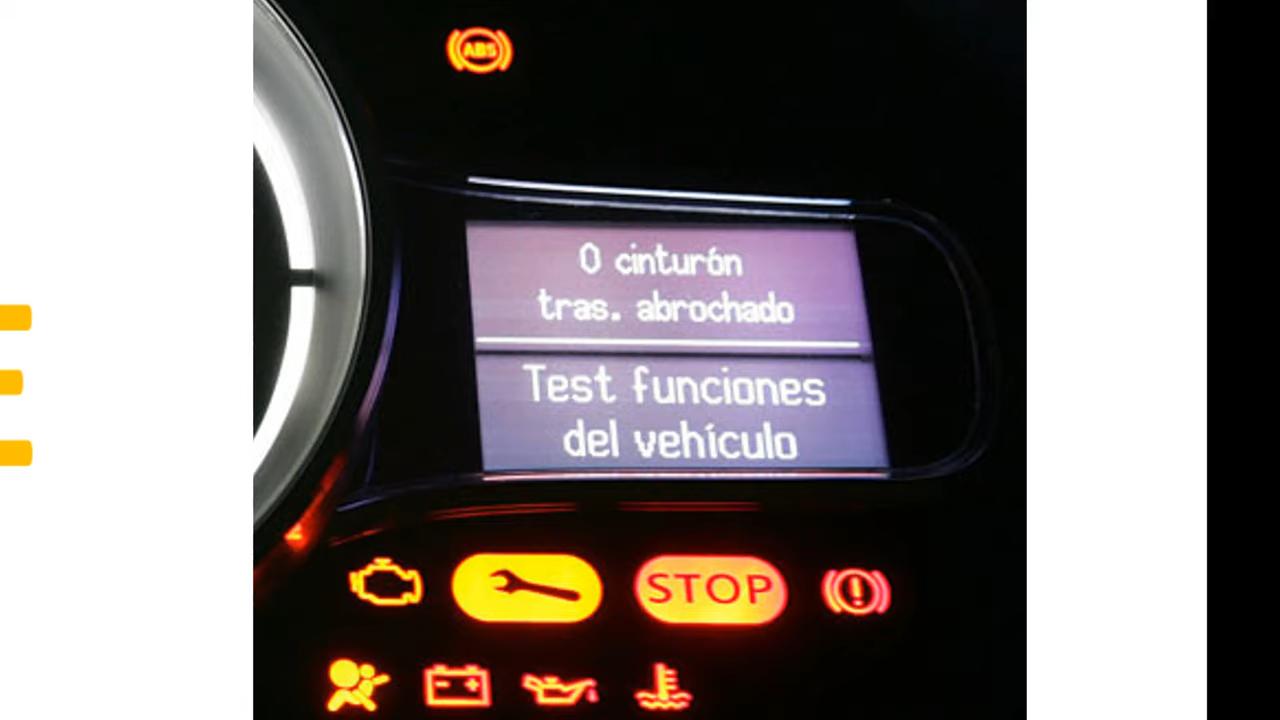 ABS
0 cinturón
tras. abrochado
Test funciones
del vehículo
STOP